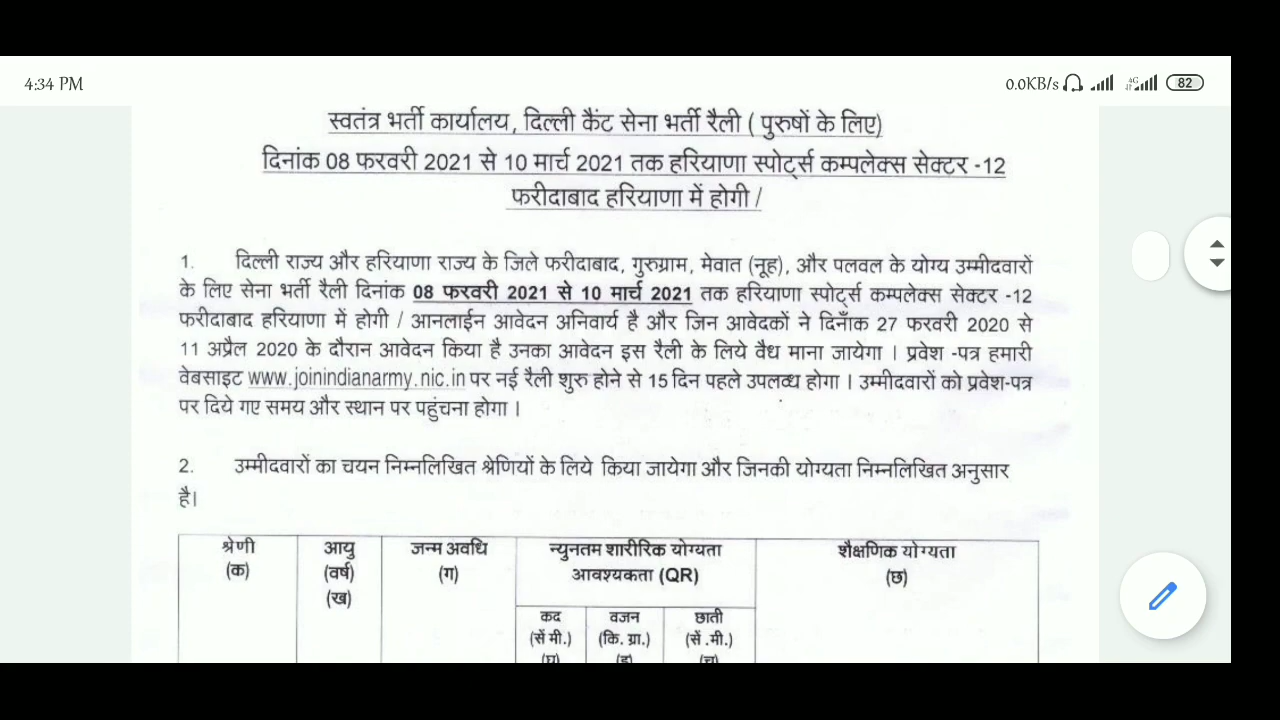 4:34 PM
0.0KB/s 4G 82
स्वतंत्र भर्ती कार्यालय, दिल्ली कैंट सेना भर्ती रैली ( पुरुषों के लिए)
दिनांक 08 फरवरी 2021 से 10 मार्च 2021 तक हरियाणा स्पोर्ट्स कम्पलेक्स सेक्टर -12
फरीदाबाद हरियाणा में होगी /
1. दिल्ली राज्य और हरियाणा राज्य के जिले फरीदाबाद, गुरुग्राम, मेवात (नूह), और पलवल के योग्य उम्मीदवारों
के लिए सेना भर्ती रैली दिनांक 08 फरवरी 2021 से 10 मार्च 2021 तक हरियाणा स्पोर्ट्स कम्पलेक्स सेक्टर -12
फरीदाबाद हरियाणा में होगी / आनलाईन आवेदन अनिवार्य है और जिन आवेदकों ने दिनाँक 27 फरवरी 2020 से
11 अप्रैल 2020 के दौरान आवेदन किया है उनका आवेदन इस रैली के लिये वैध माना जायेगा । प्रवेश -पत्र हमारी
वेबसाइट www.joinindianarmy.nic.in पर नई रैली शुरु होने से 15 दिन पहले उपलब्ध होगा । उम्मीदवारों को प्रवेश-पत्र
पर दिये गए समय और स्थान पर पहुंचना होगा ।
2. उम्मीदवारों का चयन निम्नलिखित श्रेणियों के लिये किया जायेगा और जिनकी योग्यता निम्नलिखित अनुसार
है।
श्रेणी आयु जन्म अवधि न्युनतम शारीरिक योग्यता शैक्षणिक योग्यता
(क) (वर्ष) (ग) आवश्यकता (QR) (छ)
(ख)
कद वजन छाती
(सें मी.) (कि. ग्रा.) (सें .मी.)
(घ) (ड) (च)